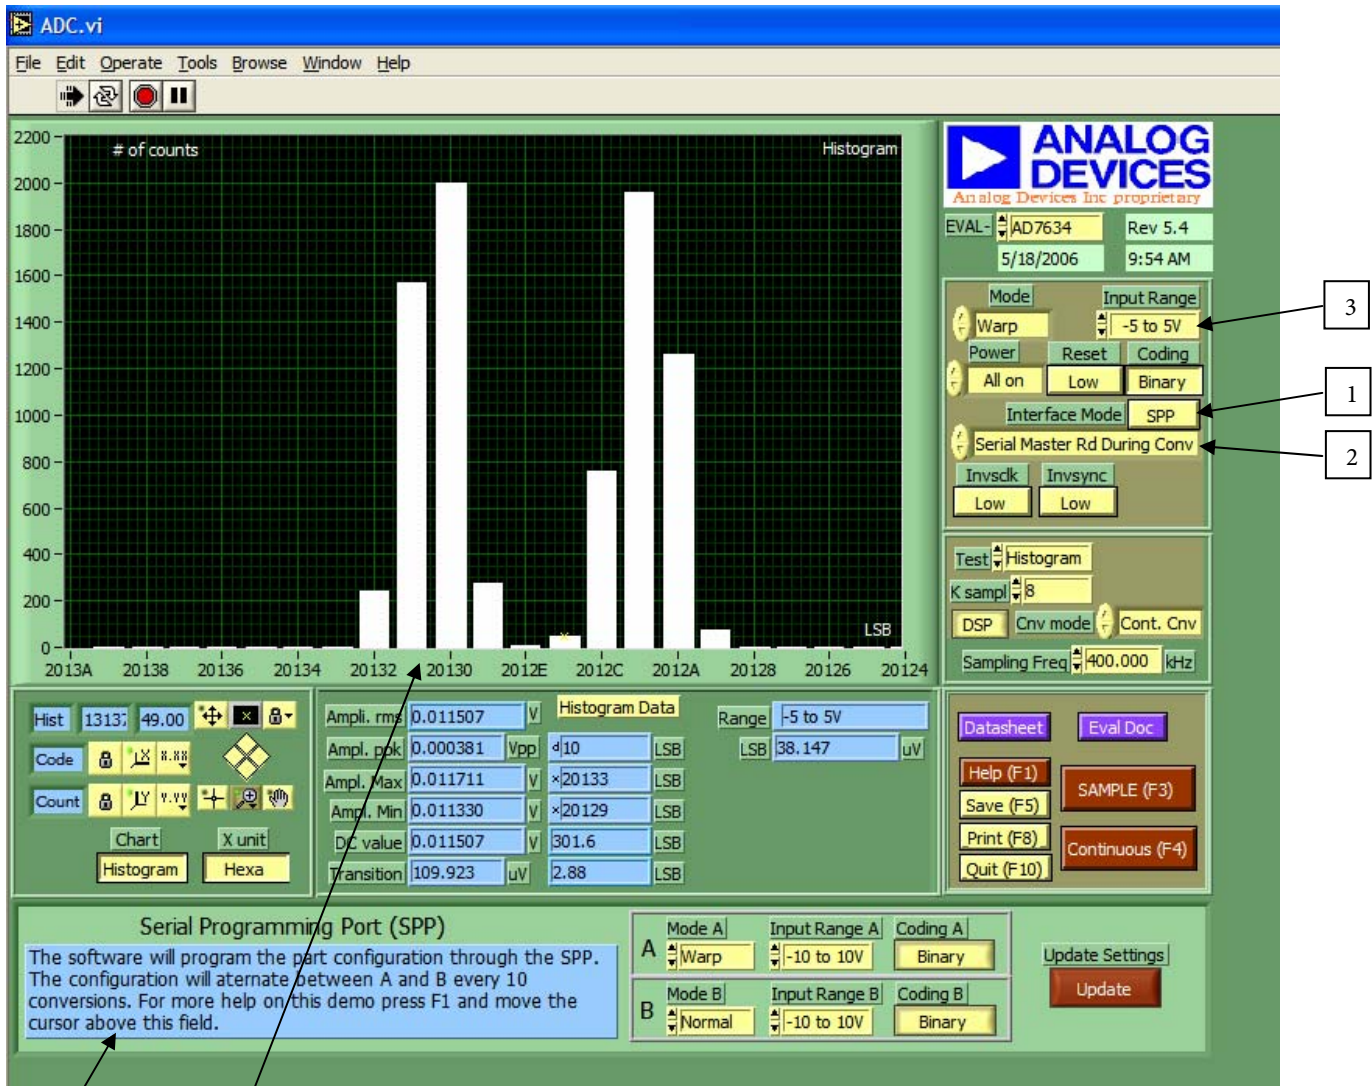 ADC.vi
File Edit Operate Tools Browse Window Help
2200
2000
1800
1600
1400
1200
1000
800
600
400
200
0
# of counts
Histogram
LSB
2013A 20138 20136 20134 20132 20130 2012E 2012C 2012A 20128 20126 20124
ANALOG
DEVICES
Analog Devices Inc proprietary
EVAL- AD7634 Rev 5.4
5/18/2006 9:54 AM
Mode Input Range
Warp -5 to 5V
Power Reset Coding
All on Low Binary
Interface Mode SPP
Serial Master Rd During Conv
Invsclk Invsync
Low Low
3
1
2
Test Histogram
K sampl 8
DSP Cnv mode Cont. Cnv
Sampling Freq 400.000 kHz
Hist 49.00
Code X.XX
Count Y.YY
Chart X unit
Histogram Hexa
Histogram Data
Ampli. rms 0.011507 V
Ampl. ppk 0.000381 Vpp d 10 LSB
Ampl. Max 0.011711 V x 20133 LSB
Ampl. Min 0.011330 V x 20129 LSB
DC value 0.011507 V 301.6 LSB
Transition 109.923 uV 2.88 LSB
Range -5 to 5V
LSB 38.147 uV
Datasheet Eval Doc
Help (F1)
Save (F5)
Print (F8)
Quit (F10)
SAMPLE (F3)
Continuous (F4)
Serial Programming Port (SPP)
The software will program the part configuration through the SPP.
The configuration will aternate between A and B every 10
conversions. For more help on this demo press F1 and move the
cursor above this field.
Mode A Input Range A Coding A
A Warp -10 to 10V Binary
Mode B Input Range B Coding B
B Normal -10 to 10V Binary
Update Settings
Update